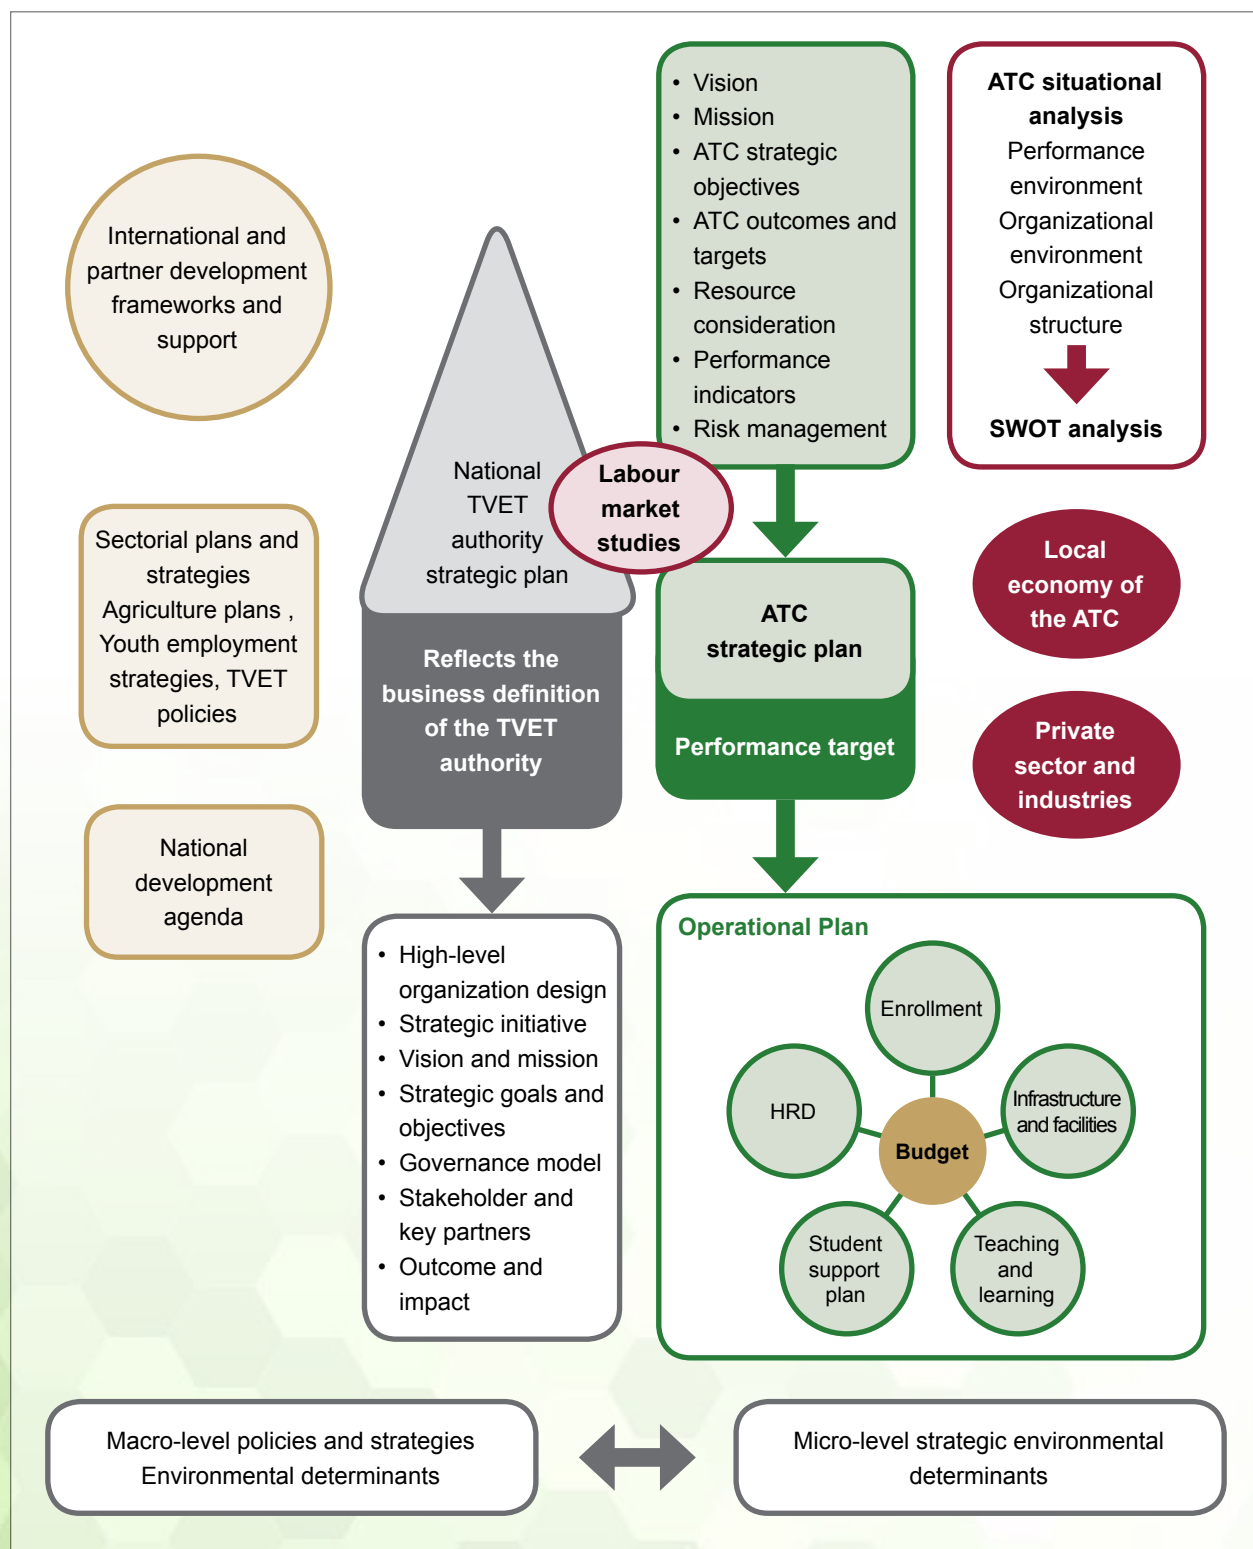 International and
partner development
frameworks and
support
Sectorial plans and
strategies
Agriculture plans ,
Youth employment
strategies, TVET
policies
National
development
agenda
National
TVET
authority
strategic plan
Reflects the
business definition
of the TVET
authority
• High-level
organization design
• Strategic initiative
• Vision and mission
• Strategic goals and
objectives
• Governance model
• Stakeholder and
key partners
• Outcome and
impact
Labour
market
studies
• Vision
• Mission
• ATC strategic
objectives
• ATC outcomes and
targets
• Resource
consideration
• Performance
indicators
• Risk management
ATC
strategic plan
Performance target
ATC situational
analysis
Performance
environment
Organizational
environment
Organizational
structure
SWOT analysis
Local
economy of
the ATC
Private
sector and
industries
Operational Plan
Enrollment
HRD
Infrastructure
and facilities
Budget
Student
support
plan
Teaching
and
learning
Macro-level policies and strategies
Environmental determinants
Micro-level strategic environmental
determinants